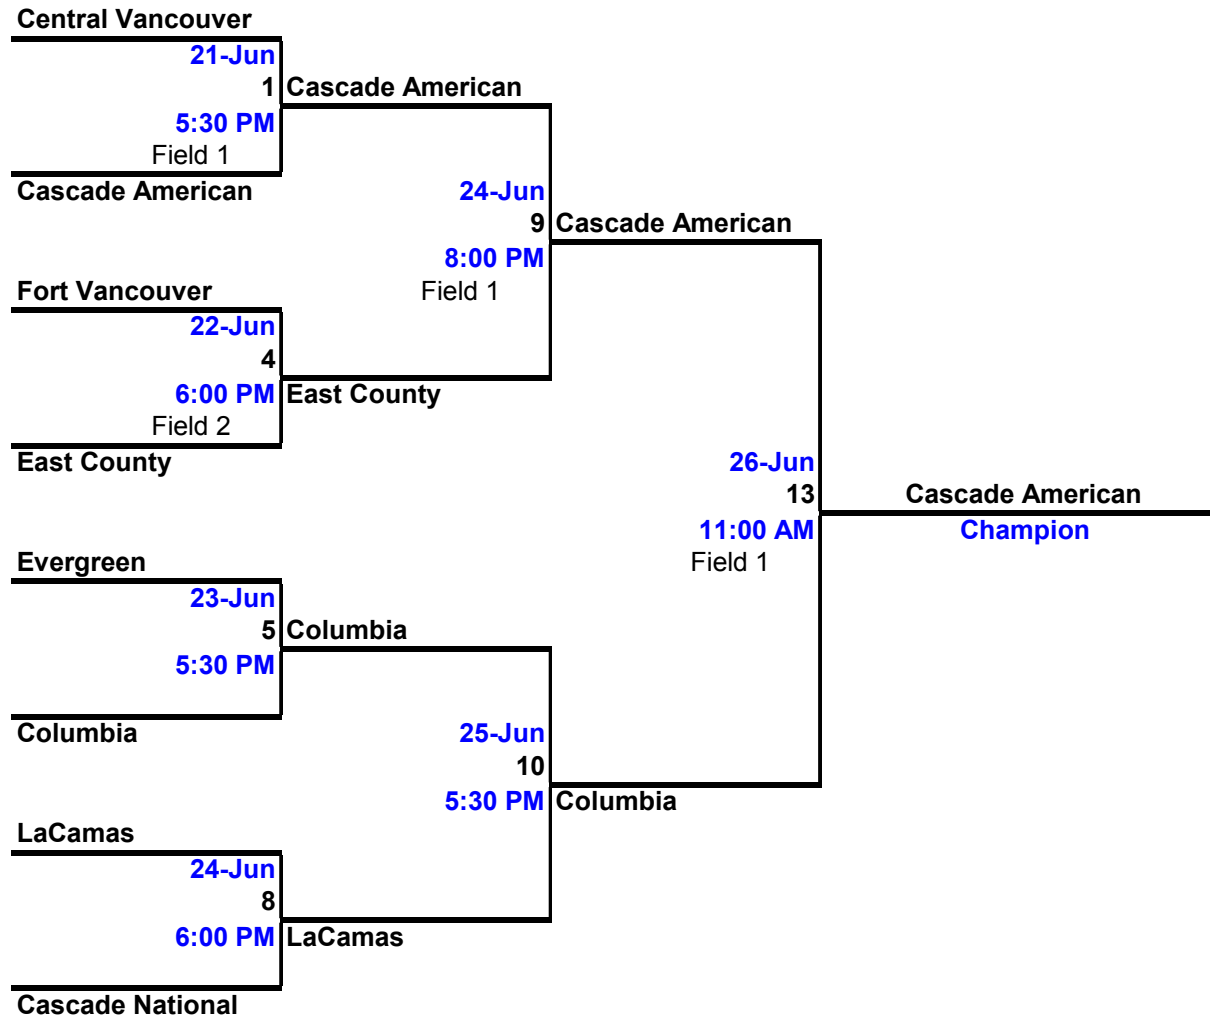 Central Vancouver
21-Jun
1 Cascade American
5:30 PM
Field 1
Cascade American 24-Jun
9 Cascade American
8:00 PM
Fort Vancouver Field 1
22-Jun
4
6:00 PM East County
Field 2
East County 26-Jun
13 Cascade American
11:00 AM Champion
Evergreen Field 1
23-Jun
5 Columbia
5:30 PM
Columbia 25-Jun
10
5:30 PM Columbia
LaCamas
24-Jun
8
6:00 PM LaCamas
Cascade National